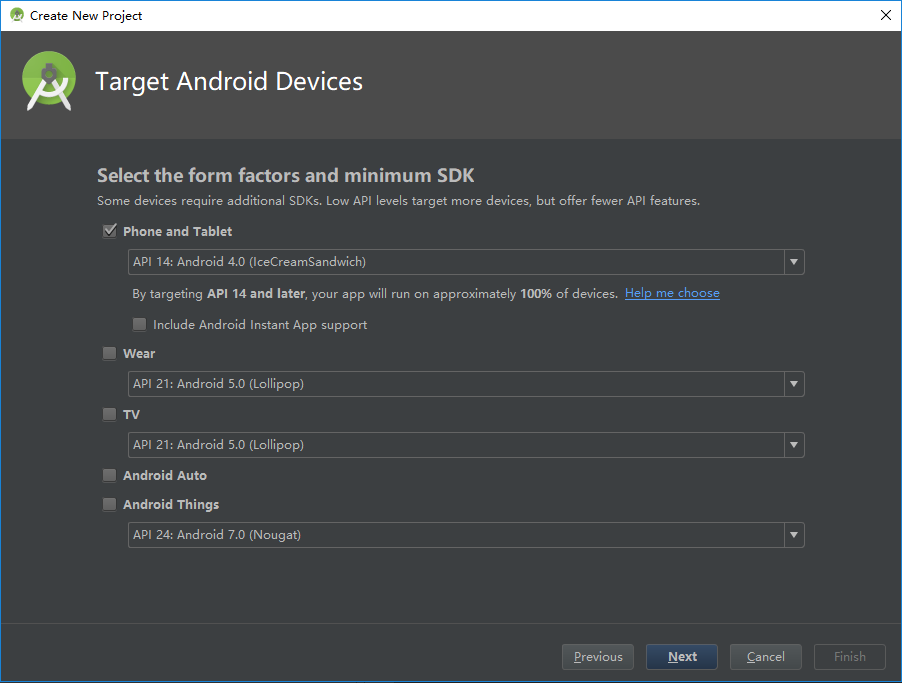 Create New Project
Target Android Devices
Select the form factors and minimum SDK
Some devices require additional SDKs. Low API levels target more devices, but offer fewer API features.
Phone and Tablet
API 14: Android 4.0 (IceCreamSandwich)
By targeting API 14 and later, your app will run on approximately 100% of devices. Help me choose
Include Android Instant App support
Wear
API 21: Android 5.0 (Lollipop)
TV
API 21: Android 5.0 (Lollipop)
Android Auto
Android Things
API 24: Android 7.0 (Nougat)
Previous Next Cancel Finish